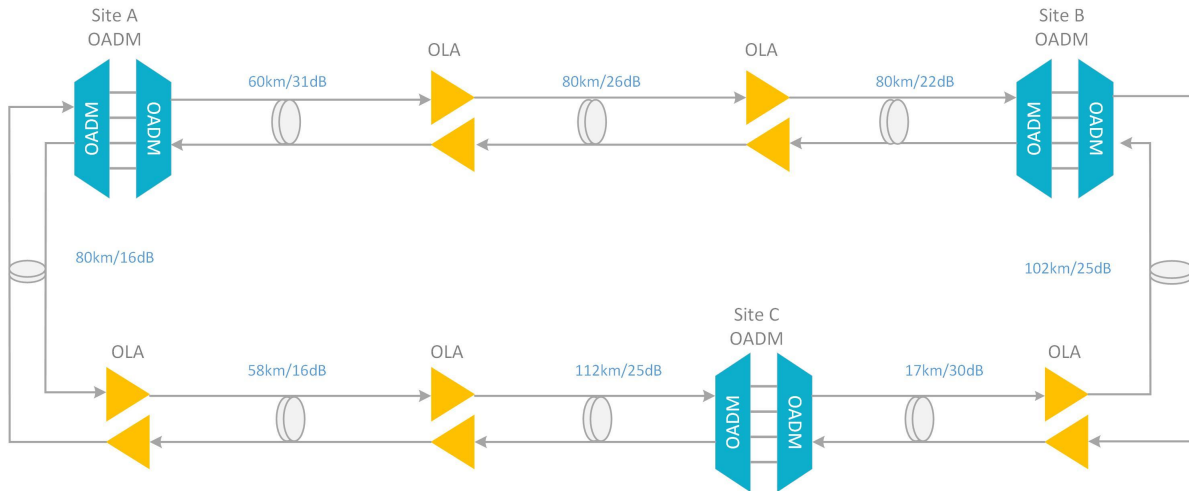 Site A
OADM
Site B
OADM
OLA
OLA
60km/31dB
80km/26dB
80km/22dB
OADM
OADM
OADM
OADM
80km/16dB
102km/25dB
Site C
OADM
OLA
OLA
OLA
58km/16dB
112km/25dB
17km/30dB
OADM
OADM